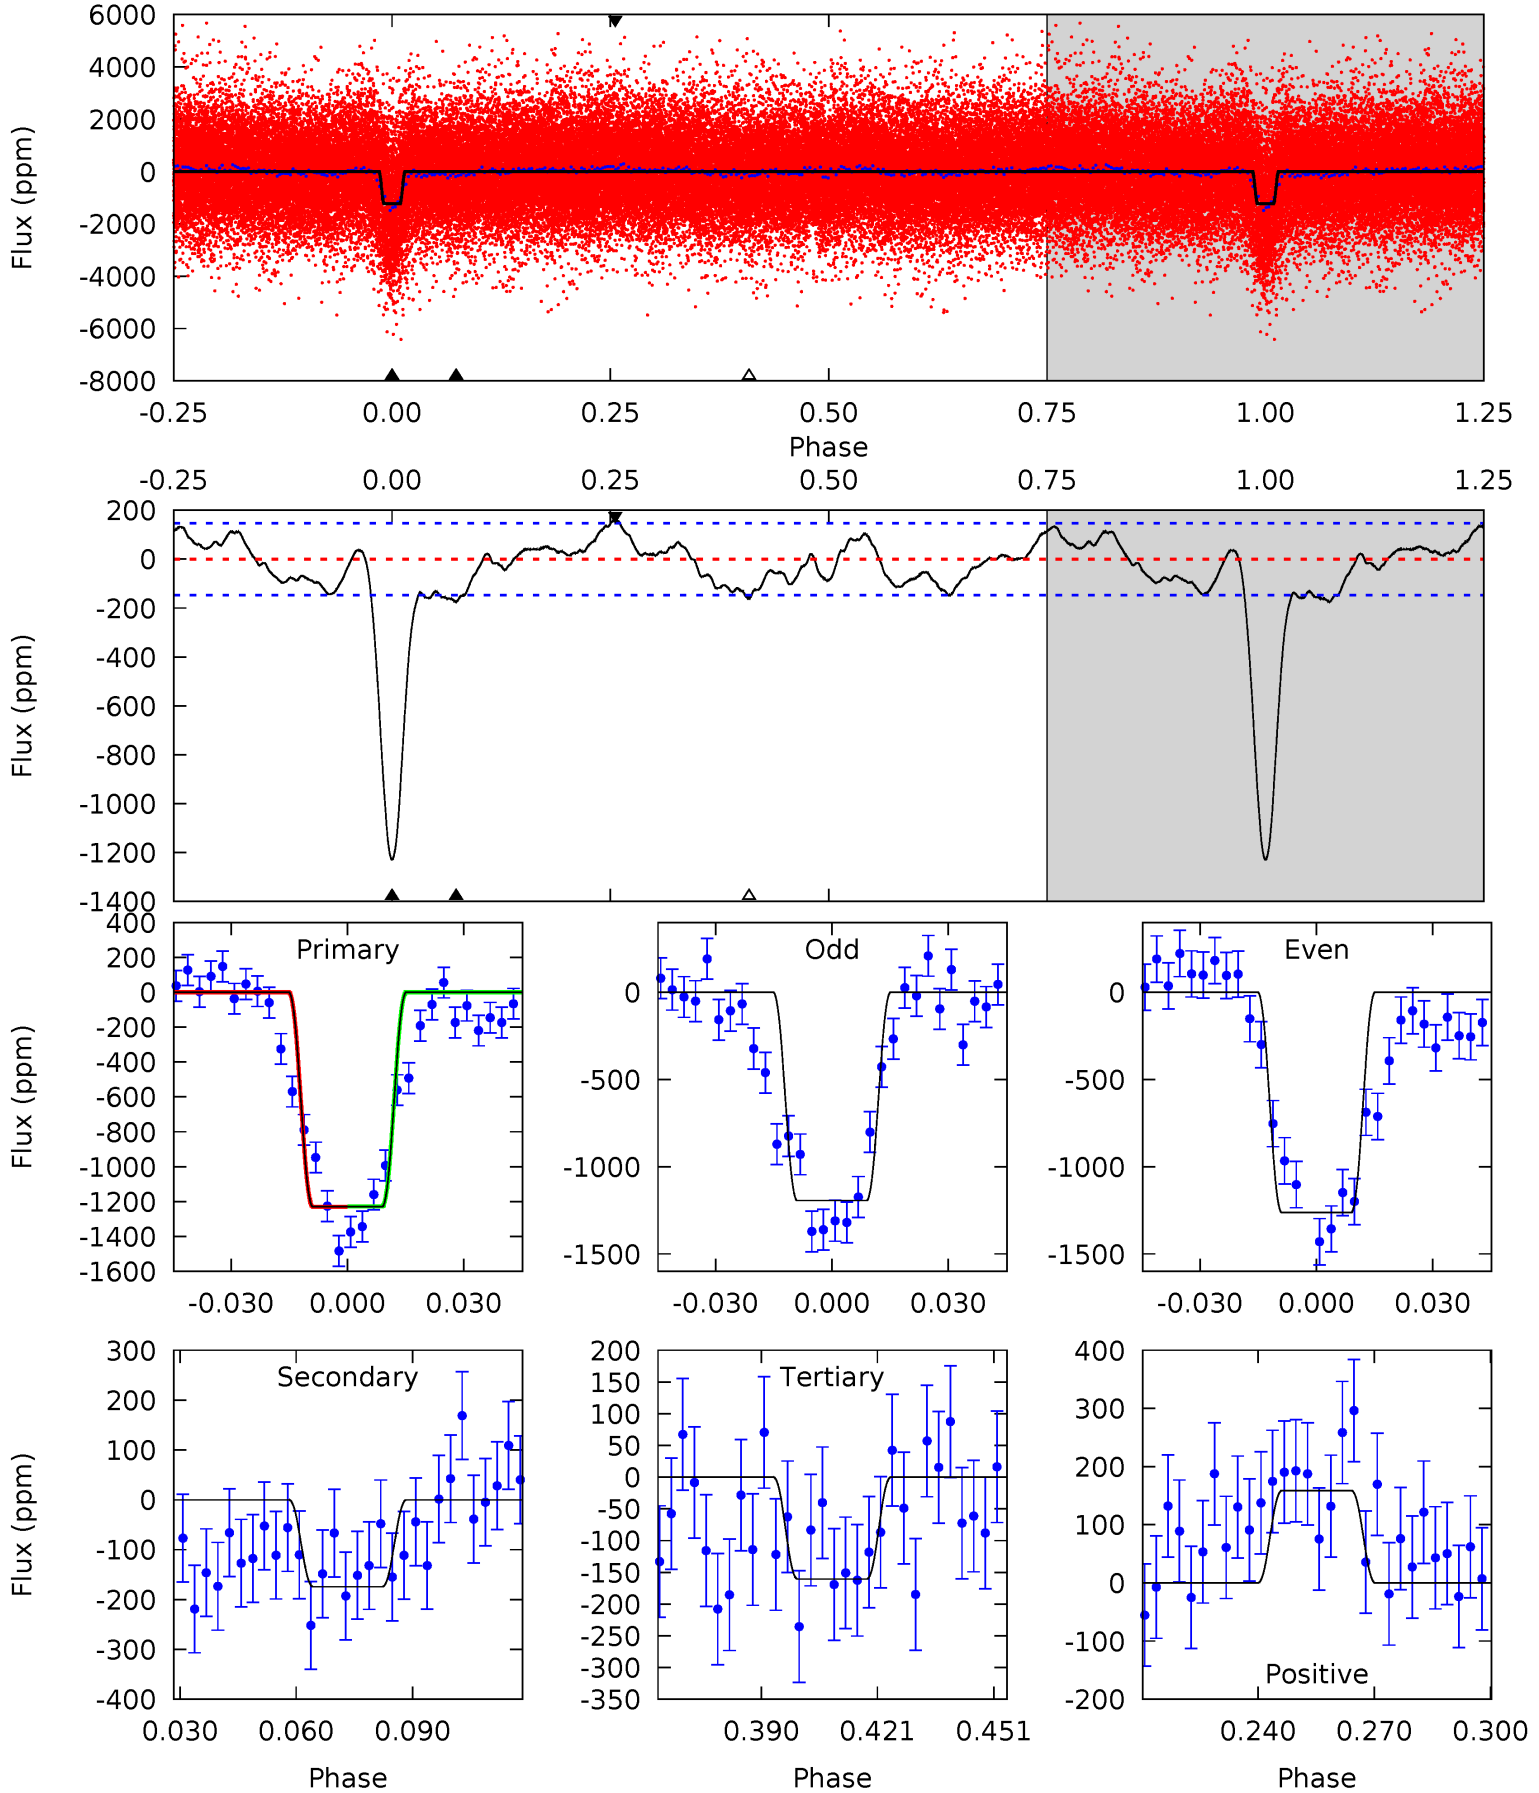 6000
4000
2000
0
-2000
-4000
-6000
-8000
Flux (ppm)
-0.25 0.00 0.25 0.50 0.75 1.00 1.25
Phase
-0.25 0.00 0.25 0.50 0.75 1.00 1.25
200
0
-200
-400
-600
-800
-1000
-1200
-1400
Flux (ppm)
Primary
400
200
0
-200
-400
-600
-800
-1000
-1200
-1400
-1600
Flux (ppm)
-0.030 0.000 0.030
Odd
0
-500
-1000
-1500
-0.030 0.000 0.030
Even
0
-500
-1000
-1500
-0.030 0.000 0.030
Secondary
300
200
100
0
-100
-200
-300
-400
Flux (ppm)
0.030 0.060 0.090
Phase
Tertiary
200
150
100
50
0
-50
-100
-150
-200
-250
-300
-350
0.390 0.421 0.451
Phase
400
300
200
100
0
-100
-200
Positive
0.240 0.270 0.300
Phase